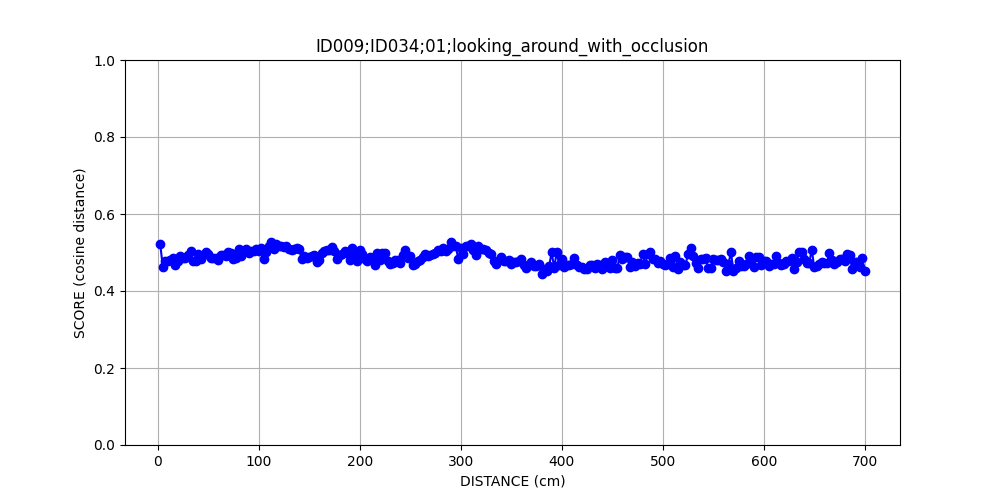 ID009;ID034;01;looking_around_with_occlusion
1.0
0.8
0.6
0.4
0.2
0.0
SCORE (cosine distance)
0 100 200 300 400 500 600 700
DISTANCE (cm)